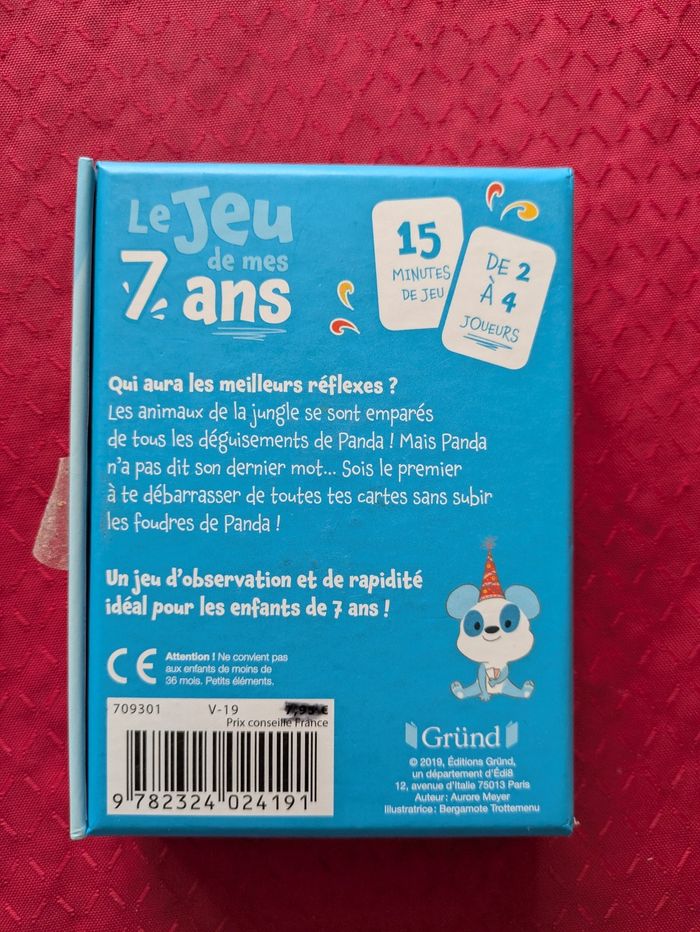 Le Jeu
de mes
7 ans
15
MINUTES
DE JEU
DE 2
À 4
JOUEURS
Qui aura les meilleurs réflexes ?
Les animaux de la jungle se sont emparés
de tous les déguisements de Panda ! Mais Panda
n'a pas dit son dernier mot... Sois le premier
à te débarrasser de toutes tes cartes sans subir
les foudres de Panda !
Un jeu d'observation et de rapidité
idéal pour les enfants de 7 ans !
CE
Attention ! Ne convient pas
aux enfants de moins de
36 mois. Petits éléments.
709301 V-19 7,95 €
Prix conseillé France
9 782324 024191
Gründ
© 2019, Éditions Gründ,
un département d'Édi8
12, avenue d'Italie 75013 Paris
Auteur : Aurore Meyer
Illustratrice : Bergamote Trottemenu